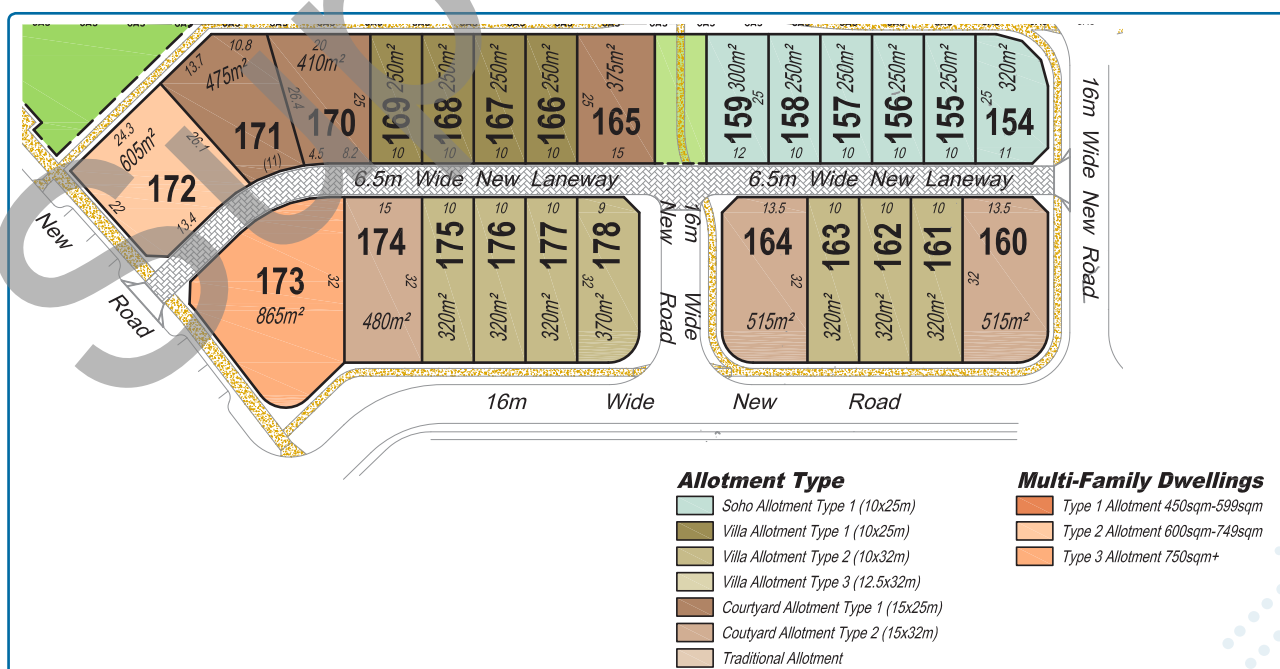 10.8
13.7
475m²
171
(11)
20
410m²
26.4
25
170
4.5
8.2
250m²
169
10
250m²
168
10
250m²
167
10
250m²
166
10
375m²
25
165
15
300m²
159
25
12
250m²
158
10
250m²
157
10
250m²
156
10
250m²
155
10
320m²
25
154
11
24.3
605m²
26.1
172
22
13.4
6.5m Wide New Laneway
6.5m Wide New Laneway
16m Wide New Road
New Road
173
32
865m²
15
174
32
480m²
10
175
320m²
10
176
320m²
10
177
320m²
9
178
32
370m²
16m Wide
New Road
13.5
164
32
515m²
10
163
320m²
10
162
320m²
10
161
320m²
13.5
160
32
515m²
16m Wide New Road
Allotment Type
Soho Allotment Type 1 (10x25m)
Villa Allotment Type 1 (10x25m)
Villa Allotment Type 2 (10x32m)
Villa Allotment Type 3 (12.5x32m)
Courtyard Allotment Type 1 (15x25m)
Coutyard Allotment Type 2 (15x32m)
Traditional Allotment
Multi-Family Dwellings
Type 1 Allotment 450sqm-599sqm
Type 2 Allotment 600sqm-749sqm
Type 3 Allotment 750sqm+